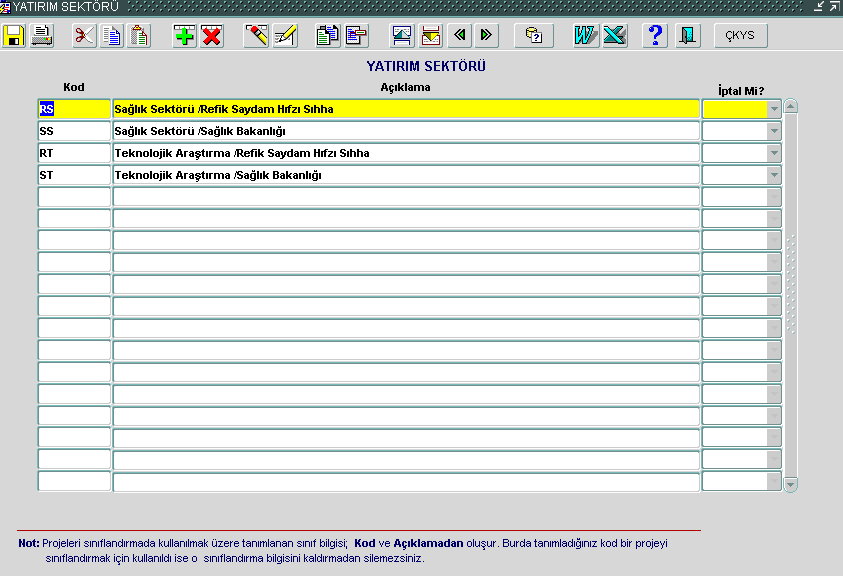 YATIRIM SEKTÖRÜ
ÇKYS
YATIRIM SEKTÖRÜ
Kod Açıklama İptal Mi?
RS Sağlık Sektörü /Refik Saydam Hıfzı Sıhha
SS Sağlık Sektörü /Sağlık Bakanlığı
RT Teknolojik Araştırma /Refik Saydam Hıfzı Sıhha
ST Teknolojik Araştırma /Sağlık Bakanlığı
Not: Projeleri sınıflandırmada kullanılmak üzere tanımlanan sınıf bilgisi; Kod ve Açıklamadan oluşur. Burda tanımladığınız kod bir projeyi
sınıflandırmak için kullanıldı ise o sınıflandırma bilgisini kaldırmadan silemezsiniz.